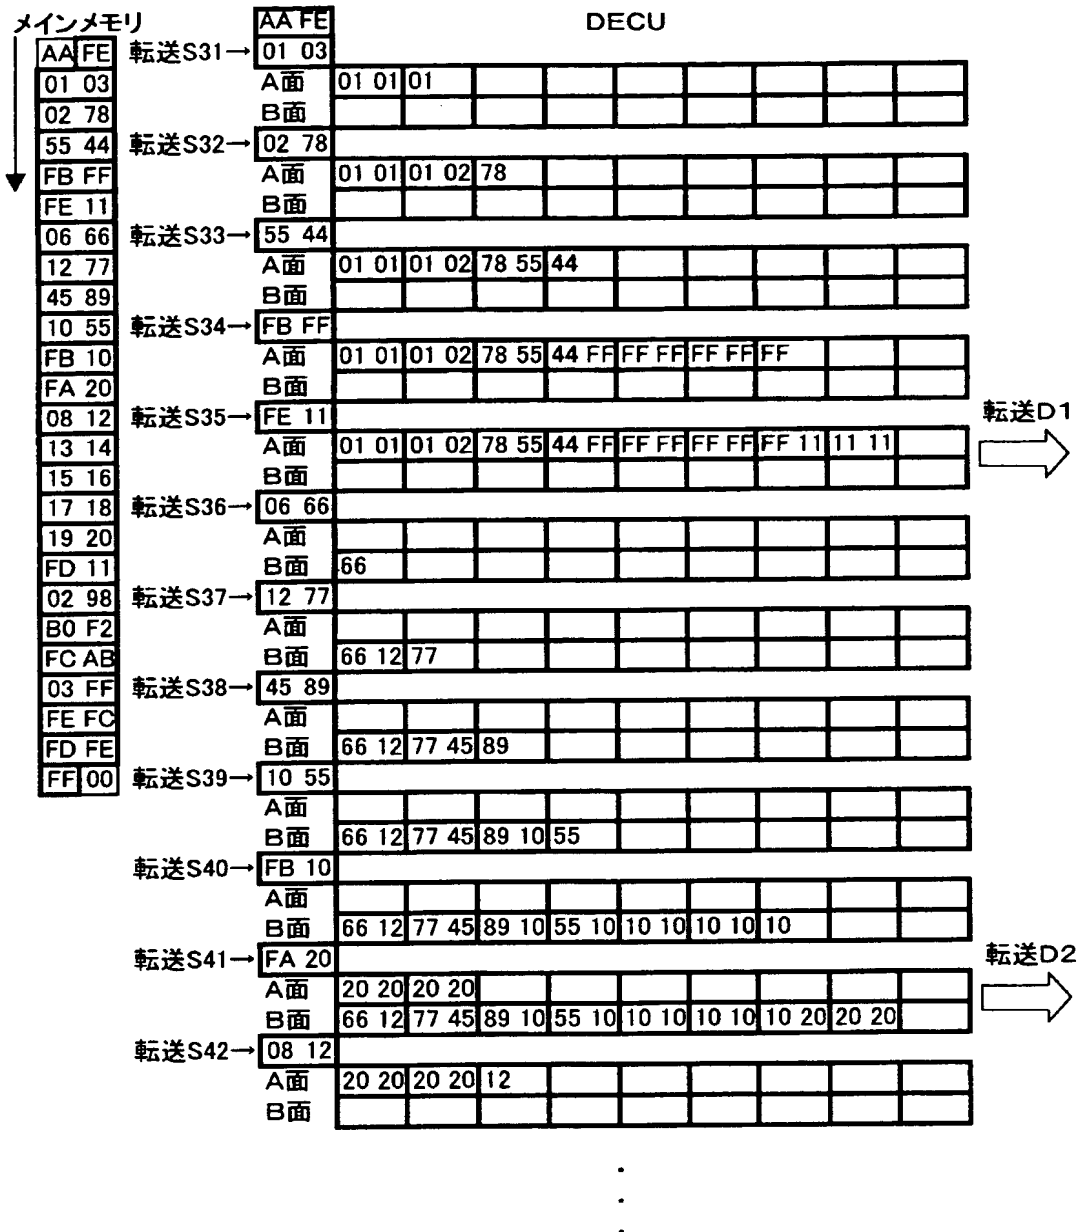 メインメモリ
AA FE
01 03
02 78
55 44
FB FF
FE 11
06 66
12 77
45 89
10 55
FB 10
FA 20
08 12
13 14
15 16
17 18
19 20
FD 11
02 98
B0 F2
FC AB
03 FF
FE FC
FD FE
FF 00
DECU
AA FE
転送S31→ 01 03
A面 01 01 01
B面
転送S32→ 02 78
A面 01 01 01 02 78
B面
転送S33→ 55 44
A面 01 01 01 02 78 55 44
B面
転送S34→ FB FF
A面 01 01 01 02 78 55 44 FF FF FF FF FF FF
B面
転送S35→ FE 11
A面 01 01 01 02 78 55 44 FF FF FF FF FF FF 11 11 11
B面
転送D1
転送S36→ 06 66
A面
B面 66
転送S37→ 12 77
A面
B面 66 12 77
転送S38→ 45 89
A面
B面 66 12 77 45 89
転送S39→ 10 55
A面
B面 66 12 77 45 89 10 55
転送S40→ FB 10
A面
B面 66 12 77 45 89 10 55 10 10 10 10 10 10
転送S41→ FA 20
A面 20 20 20 20
B面 66 12 77 45 89 10 55 10 10 10 10 10 10 20 20 20
転送D2
転送S42→ 08 12
A面 20 20 20 20 12
B面